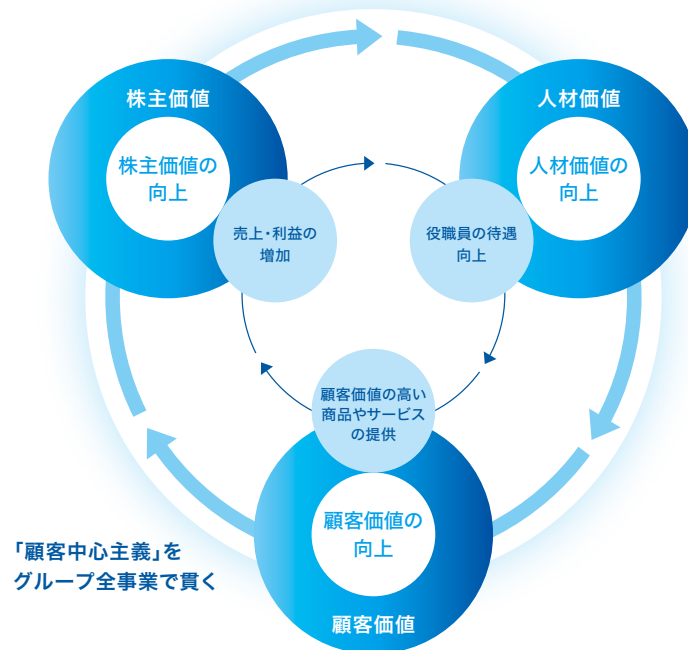 株主価値
株主価値の
向上
売上・利益の
増加
人材価値
人材価値の
向上
役職員の待遇
向上
顧客価値の高い
商品やサービス
の提供
顧客価値の
向上
顧客価値
「顧客中心主義」を
グループ全事業で貫く